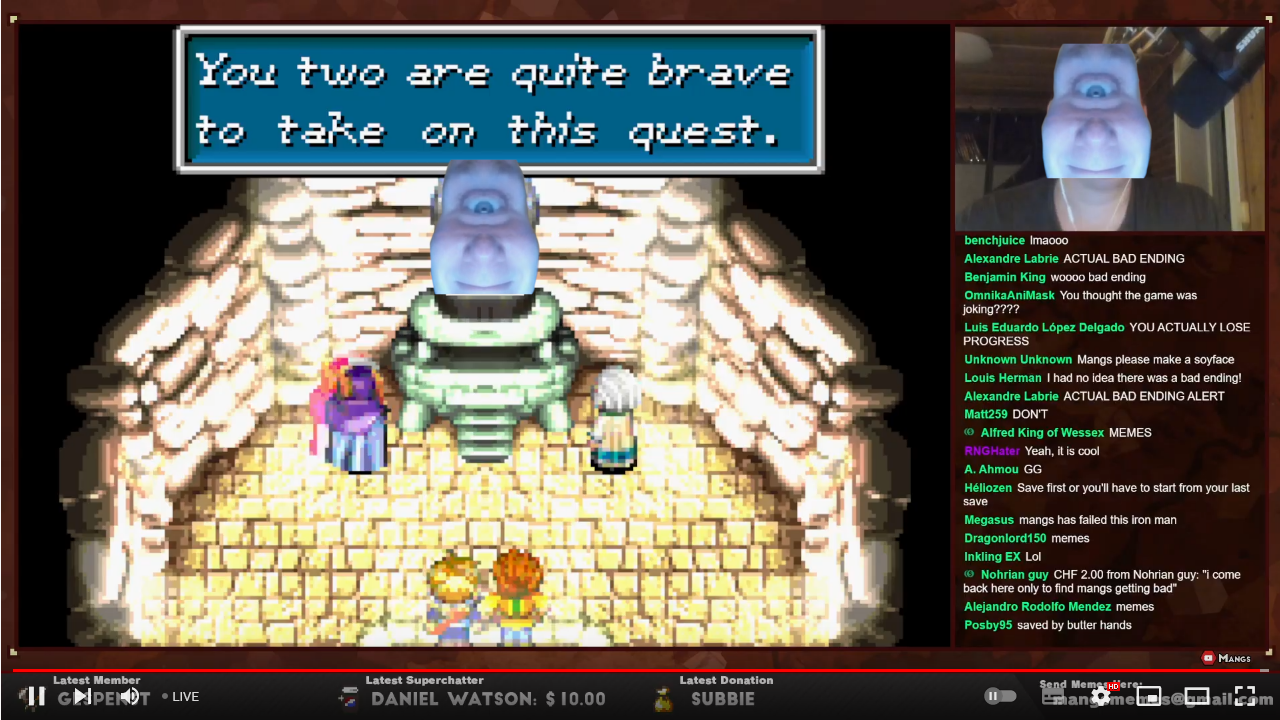 You two are quite brave
to take on this quest.
benchjuice lmaooo
Alexandre Labrie ACTUAL BAD ENDING
Benjamin King woooo bad ending
OmnikaAniMask You thought the game was
joking????
Luis Eduardo López Delgado YOU ACTUALLY LOSE
PROGRESS
Unknown Unknown Mangs please make a soyface
Louis Herman I had no idea there was a bad ending!
Alexandre Labrie ACTUAL BAD ENDING ALERT
Matt259 DON'T
Alfred King of Wessex MEMES
RNGHater Yeah, it is cool
A. Ahmou GG
Héliozen Save first or you'll have to start from your last
save
Megasus mangs has failed this iron man
Dragonlord150 memes
Inkling EX Lol
Nohrian guy CHF 2.00 from Nohrian guy: "i come
back here only to find mangs getting bad"
Alejandro Rodolfo Mendez memes
Posby95 saved by butter hands
MANGS
Latest Member
LIVE
Latest Superchatter
DANIEL WATSON: $10.00
Latest Donation
SUBBIE
Send Memes Here:
HD